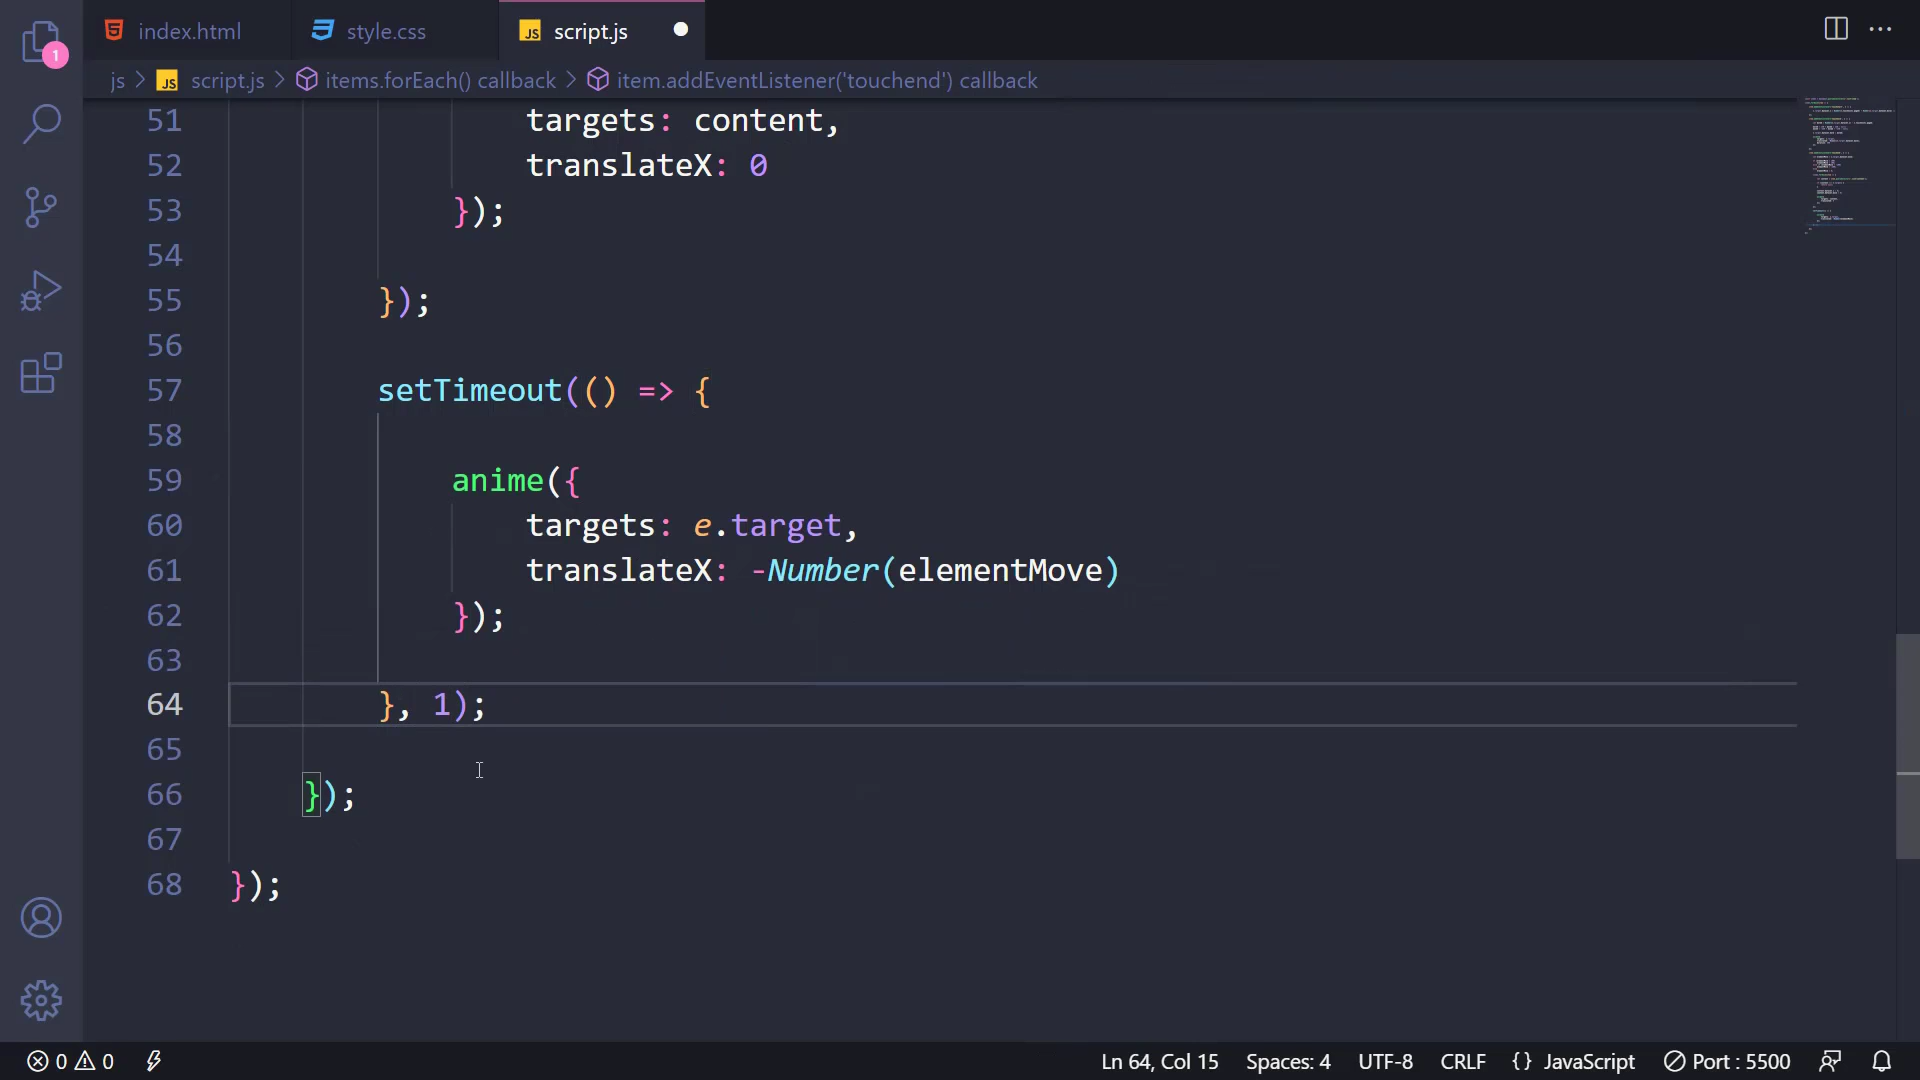 1
index.html
style.css
JS script.js
js > JS script.js > items.forEach() callback > item.addEventListener('touchend') callback
51 targets: content,
52 translateX: 0
53 });
54
55 });
56
57 setTimeout(() => {
58
59 anime({
60 targets: e.target,
61 translateX: -Number(elementMove)
62 });
63
64 }, 1);
65
66 });
67
68 });
0 0 Ln 64, Col 15 Spaces: 4 UTF-8 CRLF {} JavaScript Port : 5500